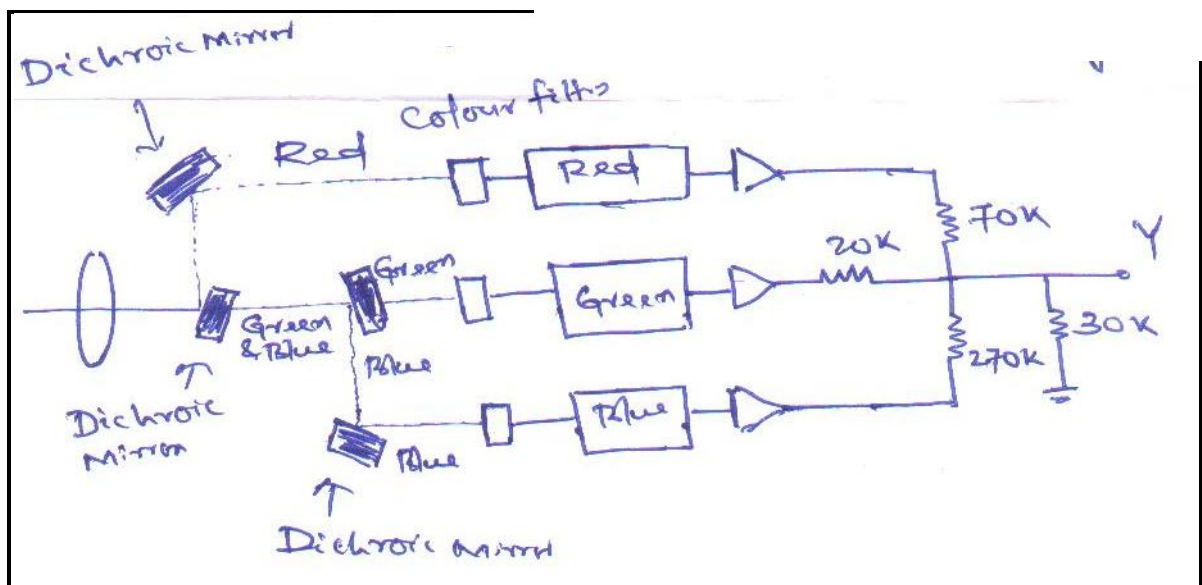 Dichroic Mirror
Colour filts
Red
Red
70K
Y
20K
Green
Green
Green
& Blue
30K
Blue
270K
Dichroic
Mirror
Blue
Blue
Dichroic Mirror